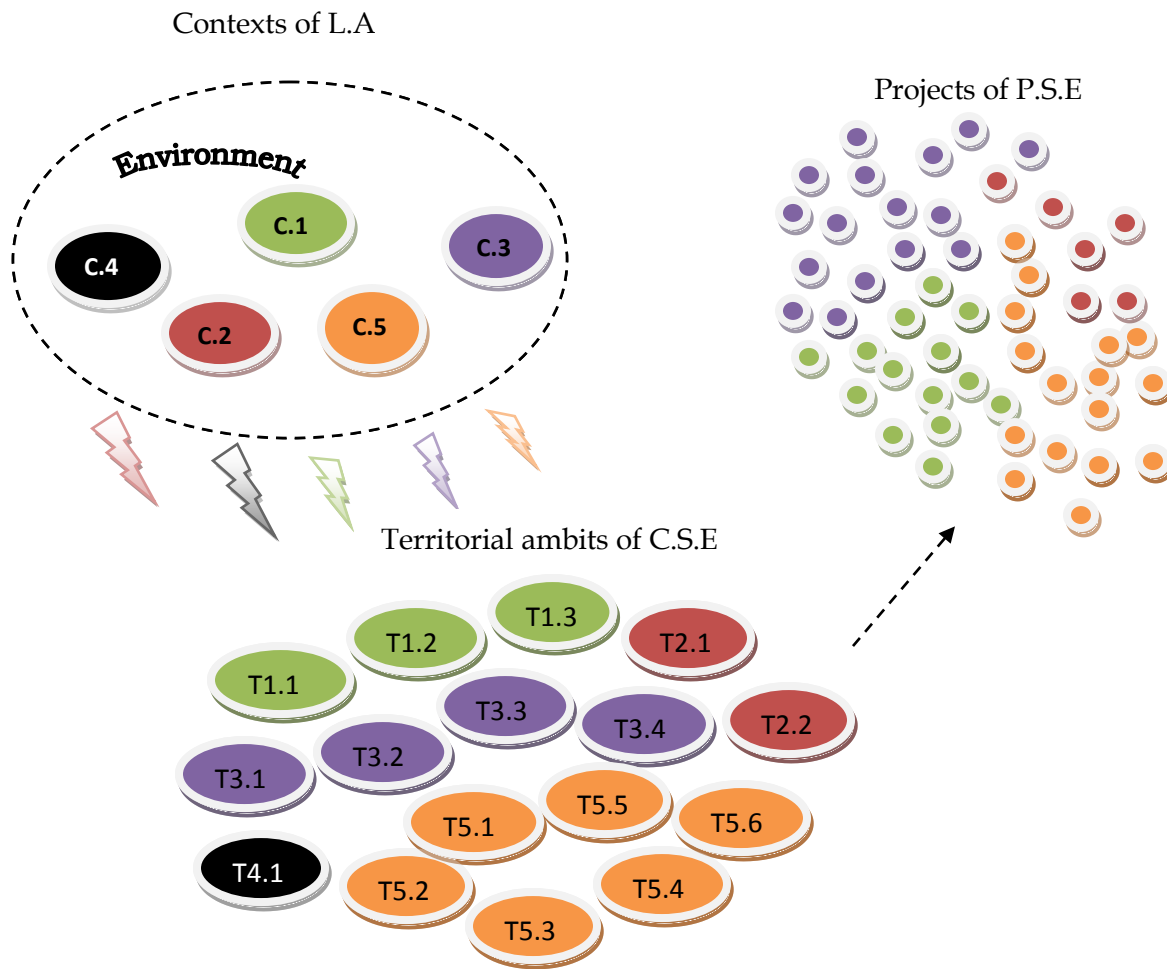 Contexts of L.A
Projects of P.S.E
Environment
C.1
C.3
C.4
C.2
C.5
Territorial ambits of C.S.E
T1.3
T1.2
T2.1
T1.1
T3.3
T3.4
T2.2
T3.2
T3.1
T5.5
T5.1
T5.6
T4.1
T5.2
T5.4
T5.3